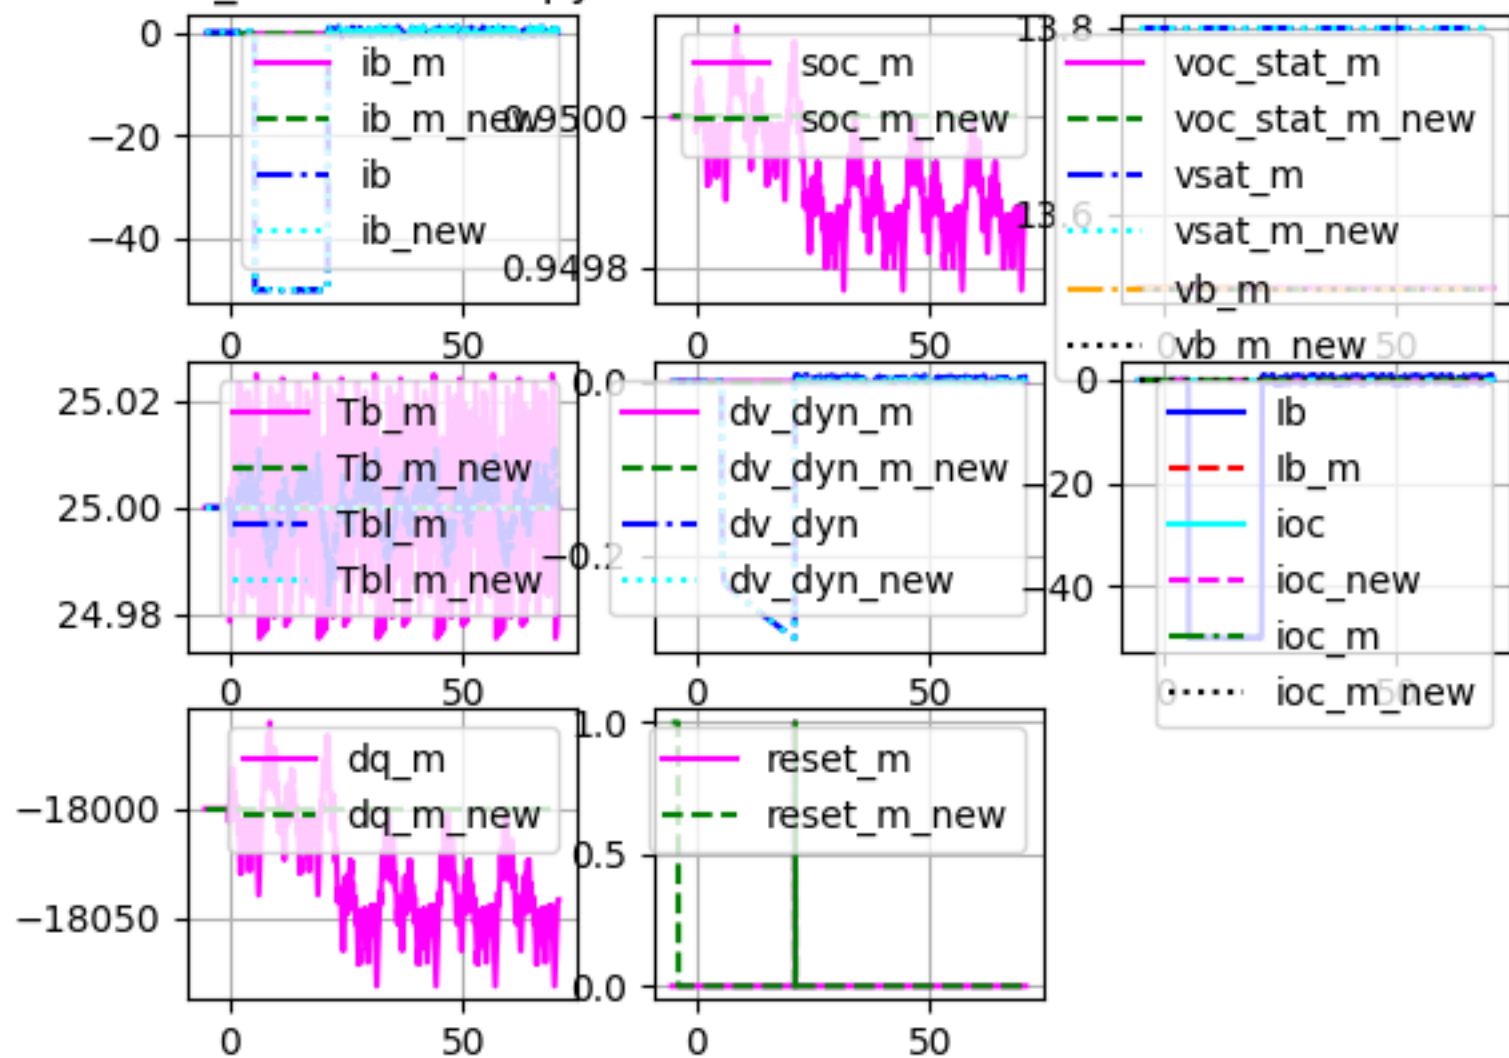 0
−20
−40
0
50
ib_m
ib_m_new
ib
ib_new
0.9500
0.9498
0
50
soc_m
soc_m_new
13.8
13.6
0
50
voc_stat_m
voc_stat_m_new
vsat_m
vsat_m_new
vb_m
vb_m_new
25.02
25.00
24.98
0
50
Tb_m
Tb_m_new
Tbl_m
Tbl_m_new
0.0
−0.2
0
50
dv_dyn_m
dv_dyn_m_new
dv_dyn
dv_dyn_new
0
−20
−40
0
50
Ib
Ib_m
ioc
ioc_new
ioc_m
ioc_m_new
−18000
−18050
0
50
dq_m
dq_m_new
1.0
0.5
0.0
0
50
reset_m
reset_m_new